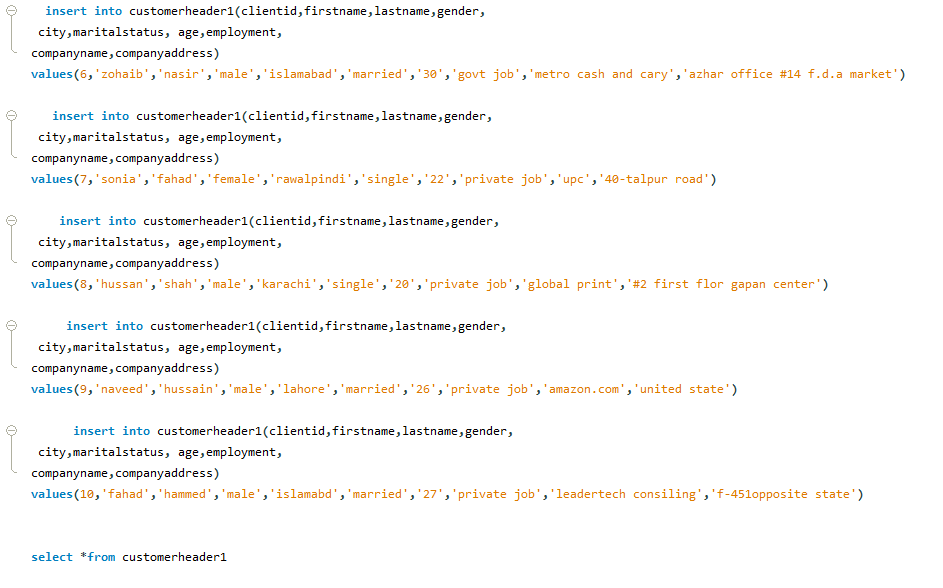 insert into customerheader1(clientid,firstname,lastname,gender,
city,maritalstatus, age,employment,
companyname,companyaddress)
values(6,'zohaib','nasir','male','islamabad','married','30','govt job','metro cash and cary','azhar office #14 f.d.a market')
insert into customerheader1(clientid,firstname,lastname,gender,
city,maritalstatus, age,employment,
companyname,companyaddress)
values(7,'sonia','fahad','female','rawalpindi','single','22','private job','upc','40-talpur road')
insert into customerheader1(clientid,firstname,lastname,gender,
city,maritalstatus, age,employment,
companyname,companyaddress)
values(8,'hussan','shah','male','karachi','single','20','private job','global print','#2 first flor gapan center')
insert into customerheader1(clientid,firstname,lastname,gender,
city,maritalstatus, age,employment,
companyname,companyaddress)
values(9,'naveed','hussain','male','lahore','married','26','private job','amazon.com','united state')
insert into customerheader1(clientid,firstname,lastname,gender,
city,maritalstatus, age,employment,
companyname,companyaddress)
values(10,'fahad','hammed','male','islamabd','married','27','private job','leadertech consiling','f-451opposite state')
select *from customerheader1